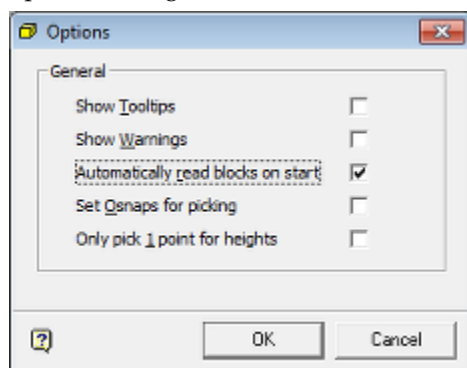 Options
General
Show Tooltips
Show Warnings
Automatically read blocks on start
Set Osnaps for picking
Only pick 1 point for heights
OK Cancel